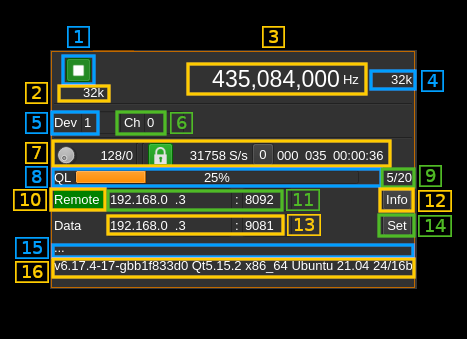 1
3
435,084,000 Hz
2 32k 32k 4
5 Dev 1 Ch 0 6
7 128/0 31758 S/s 0 000 035 00:00:36
8 QL 25% 5/20 9
10 Remote 192.168.0 .3 : 8092 11 Info 12
Data 192.168.0 .3 : 9081 13 Set 14
15 ...
16 v6.17.4-17-gbb1f833d0 Qt5.15.2 x86_64 Ubuntu 21.04 24/16b